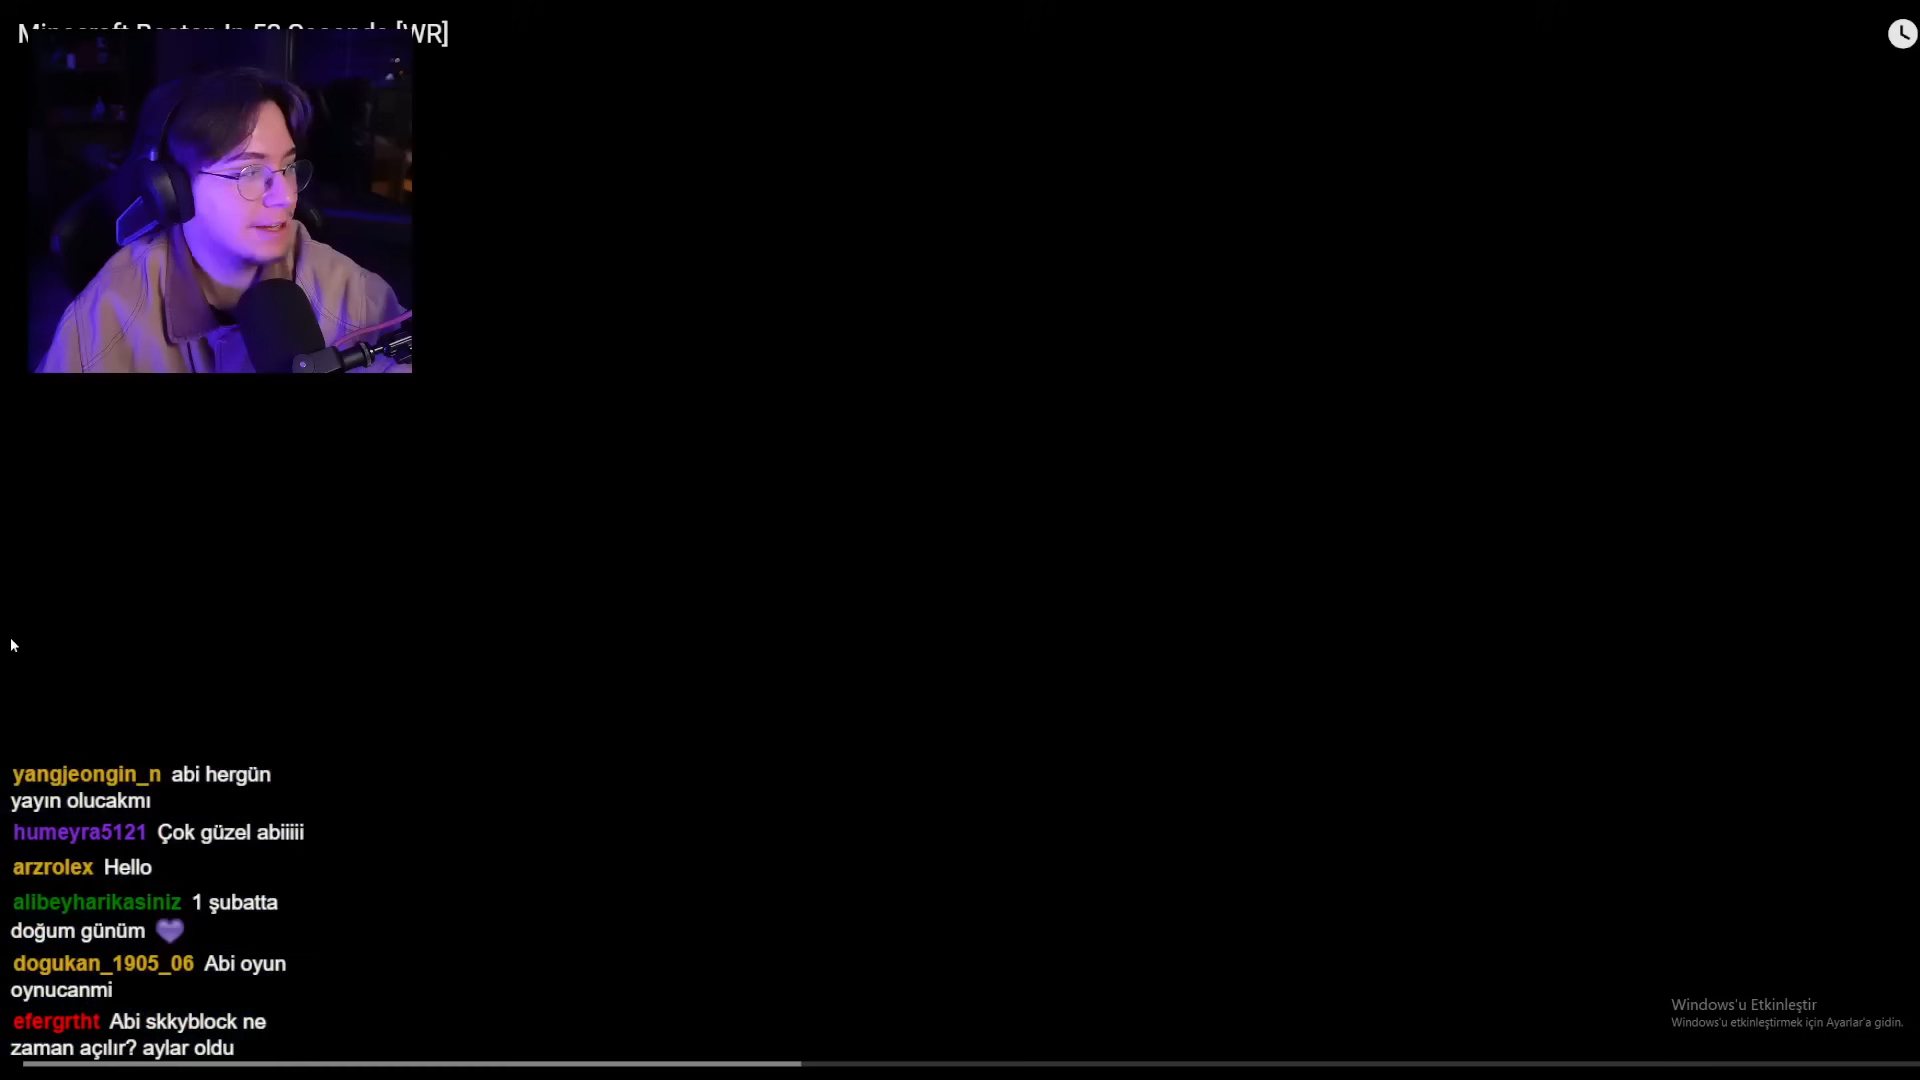 [WR]
yangjeongin_n abi hergün
yayın olucakmı
humeyra5121 Çok güzel abiiiii
arzrolex Hello
alibeyharikasiniz 1 şubatta
doğum günüm
dogukan_1905_06 Abi oyun
oynucanmi
efergrtht Abi skkyblock ne
zaman açılır? aylar oldu
Windows'u Etkinleştir
Windows'u etkinleştirmek için Ayarlar'a gidin.